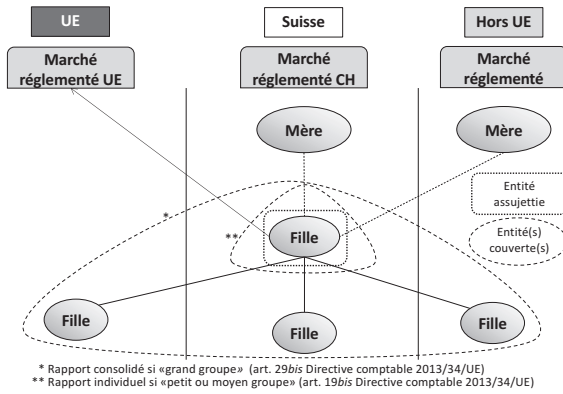 UE
Suisse
Hors UE
Marché
réglementé UE
Marché
réglementé CH
Marché
réglementé
Mère
Mère
Entité
assujettie
*
**
Fille
Entité(s)
couverte(s)
Fille
Fille
Fille
* Rapport consolidé si «grand groupe» (art. 29bis Directive comptable 2013/34/UE)
** Rapport individuel si «petit ou moyen groupe» (art. 19bis Directive comptable 2013/34/UE)